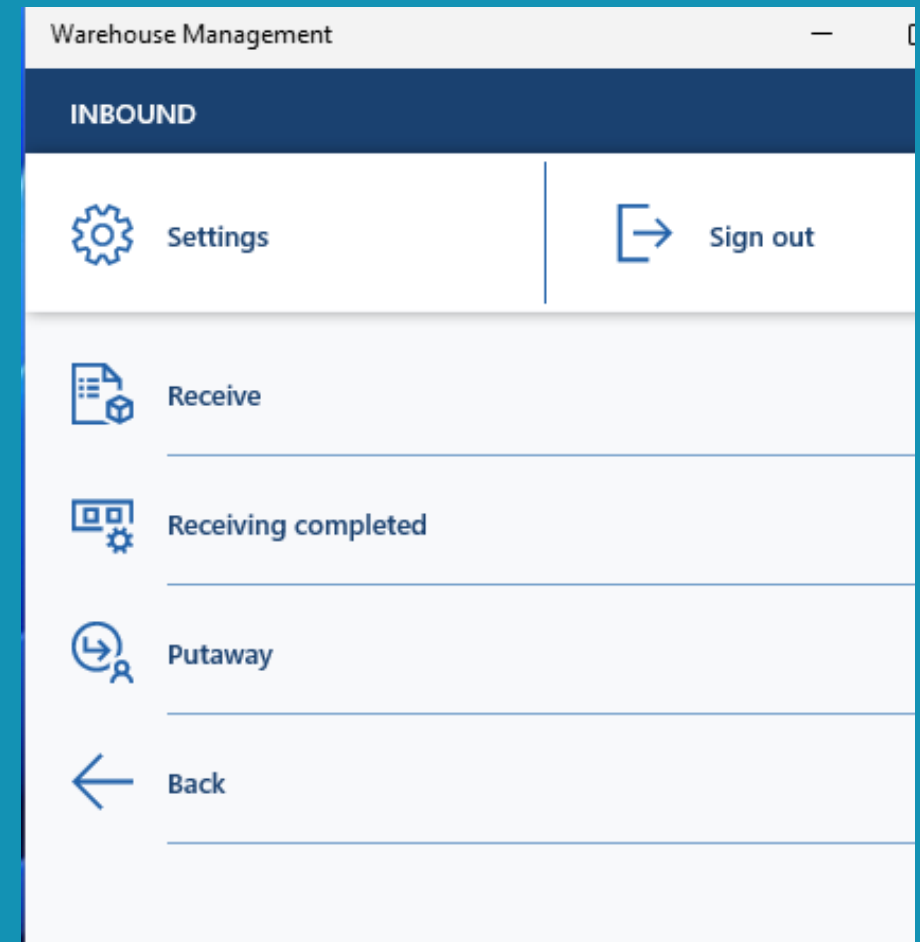 Warehouse Management
INBOUND
Settings
Sign out
Receive
Receiving completed
Putaway
Back